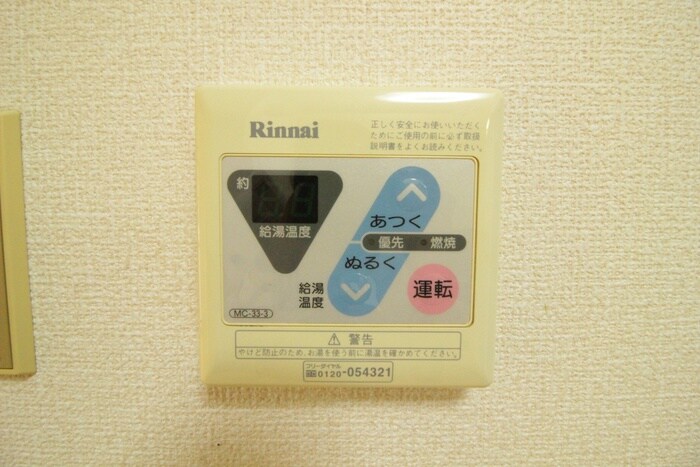 Rinnai
正しく安全にお使いいただく
ためにご使用の前に必ず取扱
説明書をよくお読みください。
約
給湯温度
あつく
優先 燃焼
ぬるく
給湯
温度
運転
MC-33-3
⚠ 警告
やけど防止のため、お湯を使う前に湯温を確かめてください。
フリーダイヤル
0120-054321